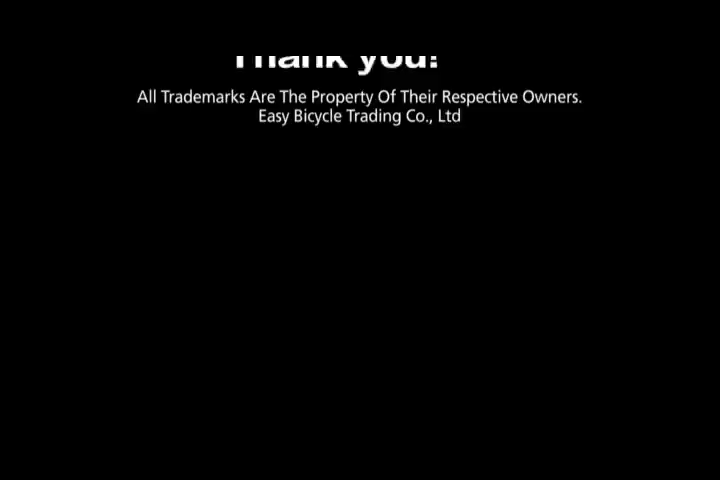 Thank you!
All Trademarks Are The Property Of Their Respective Owners.
Easy Bicycle Trading Co., Ltd